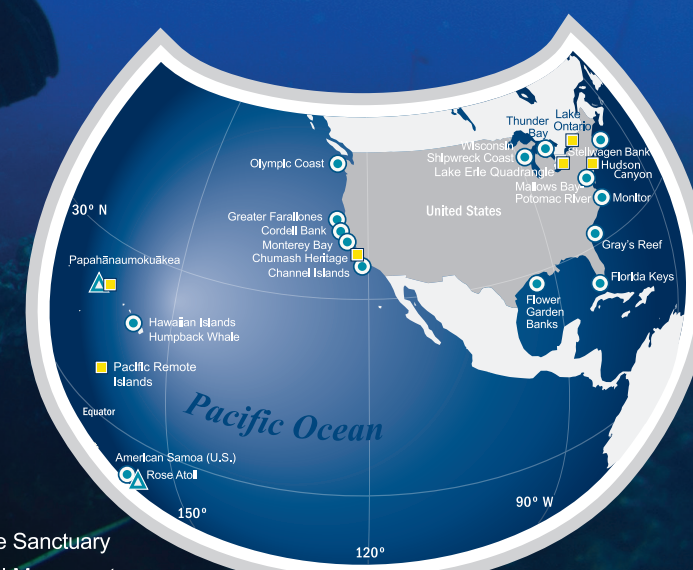 Thunder
Bay
Lake
Ontario
Wisconsin
Shipwreck Coast
Stellwagen Bank
Lake Erie Quadrangle
Hudson
Canyon
Olympic Coast
Mallows Bay-
Potomac River
Monitor
30° N
Greater Farallones
Cordell Bank
Monterey Bay
Chumash Heritage
Channel Islands
United States
Gray's Reef
Papahānaumokuākea
Florida Keys
Flower
Garden
Banks
Hawaiian Islands
Humpback Whale
Pacific Remote
Islands
Equator
Pacific Ocean
American Samoa (U.S.)
Rose Atoll
90° W
150°
120°
e Sanctuary